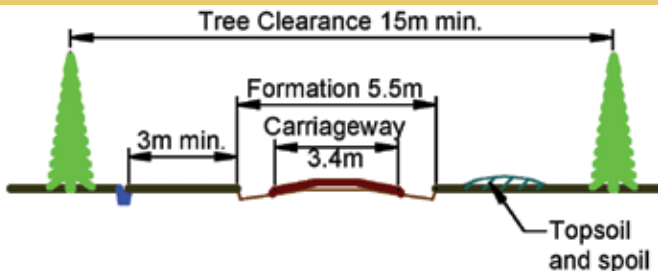 Tree Clearance 15m min.
Formation 5.5m
Carriageway
3m min.
3.4m
Topsoil
and spoil